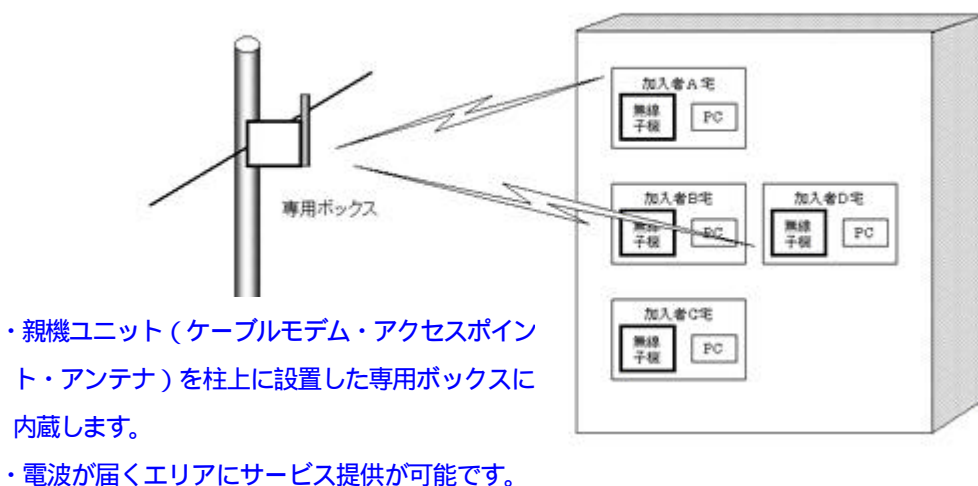 加入者A宅
無線
子機
PC
専用ボックス
加入者B宅
無線
子機
PC
加入者D宅
無線
子機
PC
加入者C宅
無線
子機
PC
・親機ユニット（ケーブルモデム・アクセスポイン
ト・アンテナ）を柱上に設置した専用ボックスに
内蔵します。
・電波が届くエリアにサービス提供が可能です。